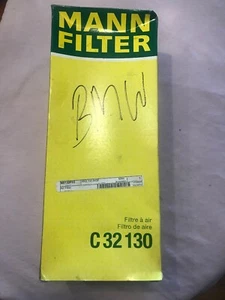 MANN
FILTER
BMW
Filtre à air
Filtro de aire
C 32 130